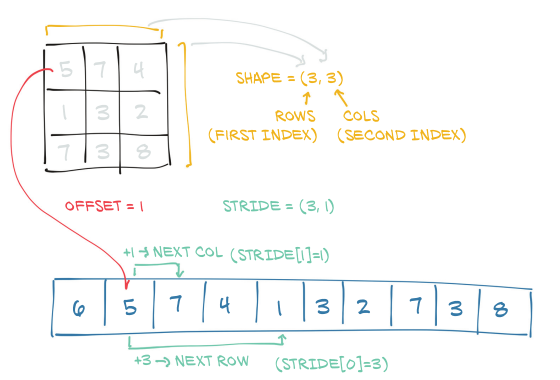 5 7 4
1 3 2
7 3 8
SHAPE = (3, 3)
ROWS
(FIRST INDEX)
COLS
(SECOND INDEX)
OFFSET = 1
STRIDE = (3, 1)
+1 → NEXT COL (STRIDE[1]=1)
6 5 7 4 1 3 2 7 3 8
+3 → NEXT ROW (STRIDE[0]=3)